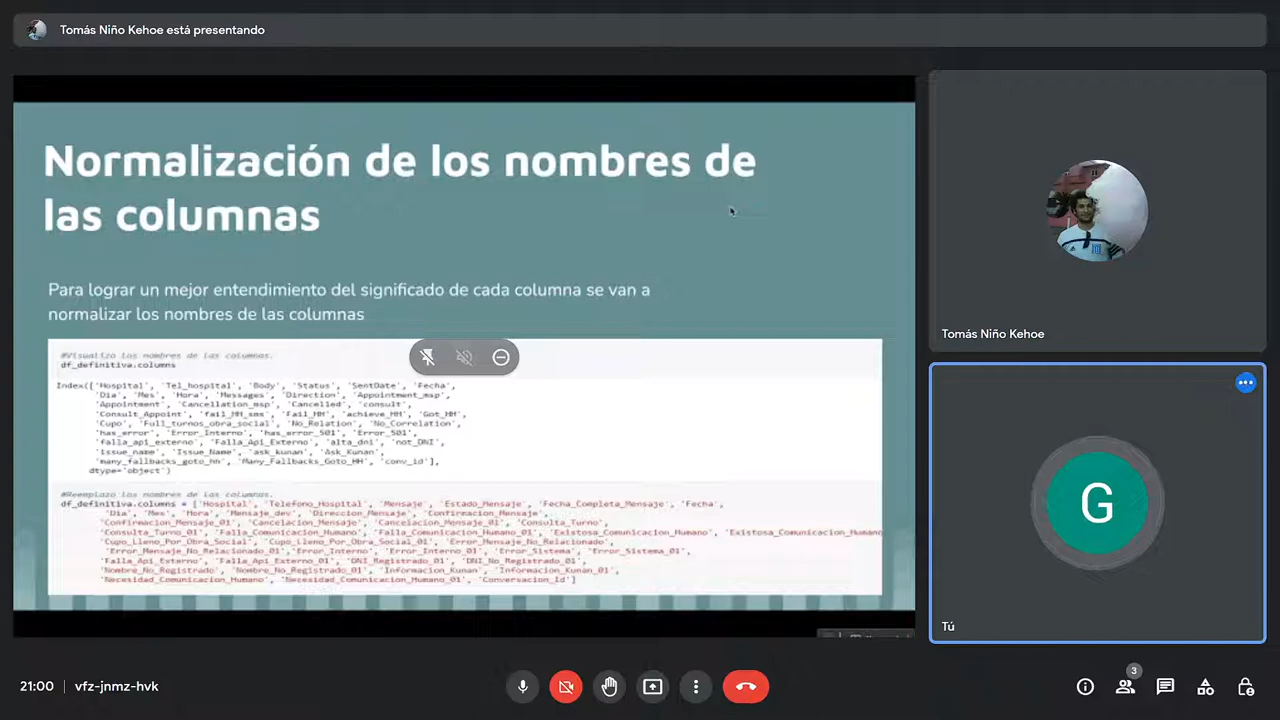 Tomás Niño Kehoe está presentando
Normalización de los nombres de
las columnas
Para lograr un mejor entendimiento del significado de cada columna se van a
normalizar los nombres de las columnas
#Visualizo los nombres de las columnas.
df_definitiva.columns
Index(['Hospital', 'Tel_hospital', 'Body', 'Status', 'SentDate', 'Fecha',
'Dia', 'Mes', 'Hora', 'Messages', 'Direction', 'Appointment_msp',
'Appointment', 'Cancellation_msp', 'Cancelled', 'consult',
'Consult_Appoint', 'fail_HH_sms', 'Fail_HH', 'achieve_HH', 'Got_HH',
'Cupo', 'Full_turnos_obra_social', 'No_Relation', 'No_Correlation',
'has_error', 'Error_Interno', 'has_error_501', 'Error_501',
'falla_api_externo', 'Falla_Api_Externo', 'alta_dni', 'not_DNI',
'Issue_name', 'Issue_Name', 'ask_kunan', 'Ask_Kunan',
'many_fallbacks_goto_hh', 'Many_Fallbacks_Goto_HH', 'conv_id'],
dtype='object')
#Reemplazo los nombres de las columnas.
df_definitiva.columns = ['Hospital', 'Telefono_Hospital', 'Mensaje', 'Estado_Mensaje', 'Fecha_Completa_Mensaje', 'Fecha',
'Dia', 'Mes', 'Hora', 'Mensaje_dev', 'Direccion_Mensaje', 'Confirmacion_Mensaje',
'Confirmacion_Mensaje_01', 'Cancelacion_Mensaje', 'Cancelacion_Mensaje_01', 'Consulta_Turno',
'Consulta_Turno_01', 'Falla_Comunicacion_Humano', 'Falla_Comunicacion_Humano_01', 'Existosa_Comunicacion_Humano', 'Existosa_Comunicacion_Humano
'Cupo_Lleno_Por_Obra_Social', 'Cupo_Lleno_Por_Obra_Social_01', 'Error_Mensaje_No_Relacionado',
'Error_Mensaje_No_Relacionado_01','Error_Interno', 'Error_Interno_01', 'Error_Sistema', 'Error_Sistema_01',
'Falla_Api_Externo', 'Falla_Api_Externo_01', 'DNI_Registrado_01', 'DNI_No_Registrado_01',
'Nombre_No_Registrado', 'Nombre_No_Registrado_01', 'Informacion_Kunan', 'Informacion_Kunan_01',
'Necesidad_Comunicacion_Humano', 'Necesidad_Comunicacion_Humano_01', 'Conversacion_Id']
Tomás Niño Kehoe
G
Tú
21:00
vfz-jnmz-hvk
3